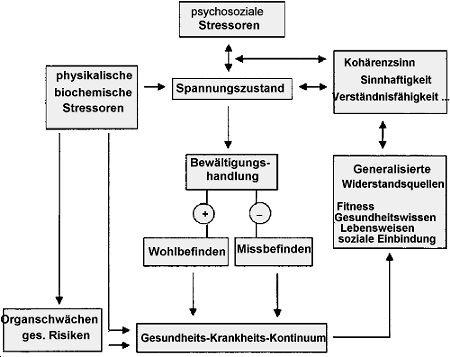 psychosoziale
Stressoren
physikalische
biochemische
Stressoren
Spannungszustand
Kohärenzsinn
Sinnhaftigkeit
Verständnisfähigkeit ...
Bewältigungs-
handlung
Generalisierte
Widerstandsquellen
Fitness
Gesundheitswissen
Lebensweisen
soziale Einbindung
+
–
Wohlbefinden
Missbefinden
Organschwächen
ges. Risiken
Gesundheits-Krankheits-Kontinuum